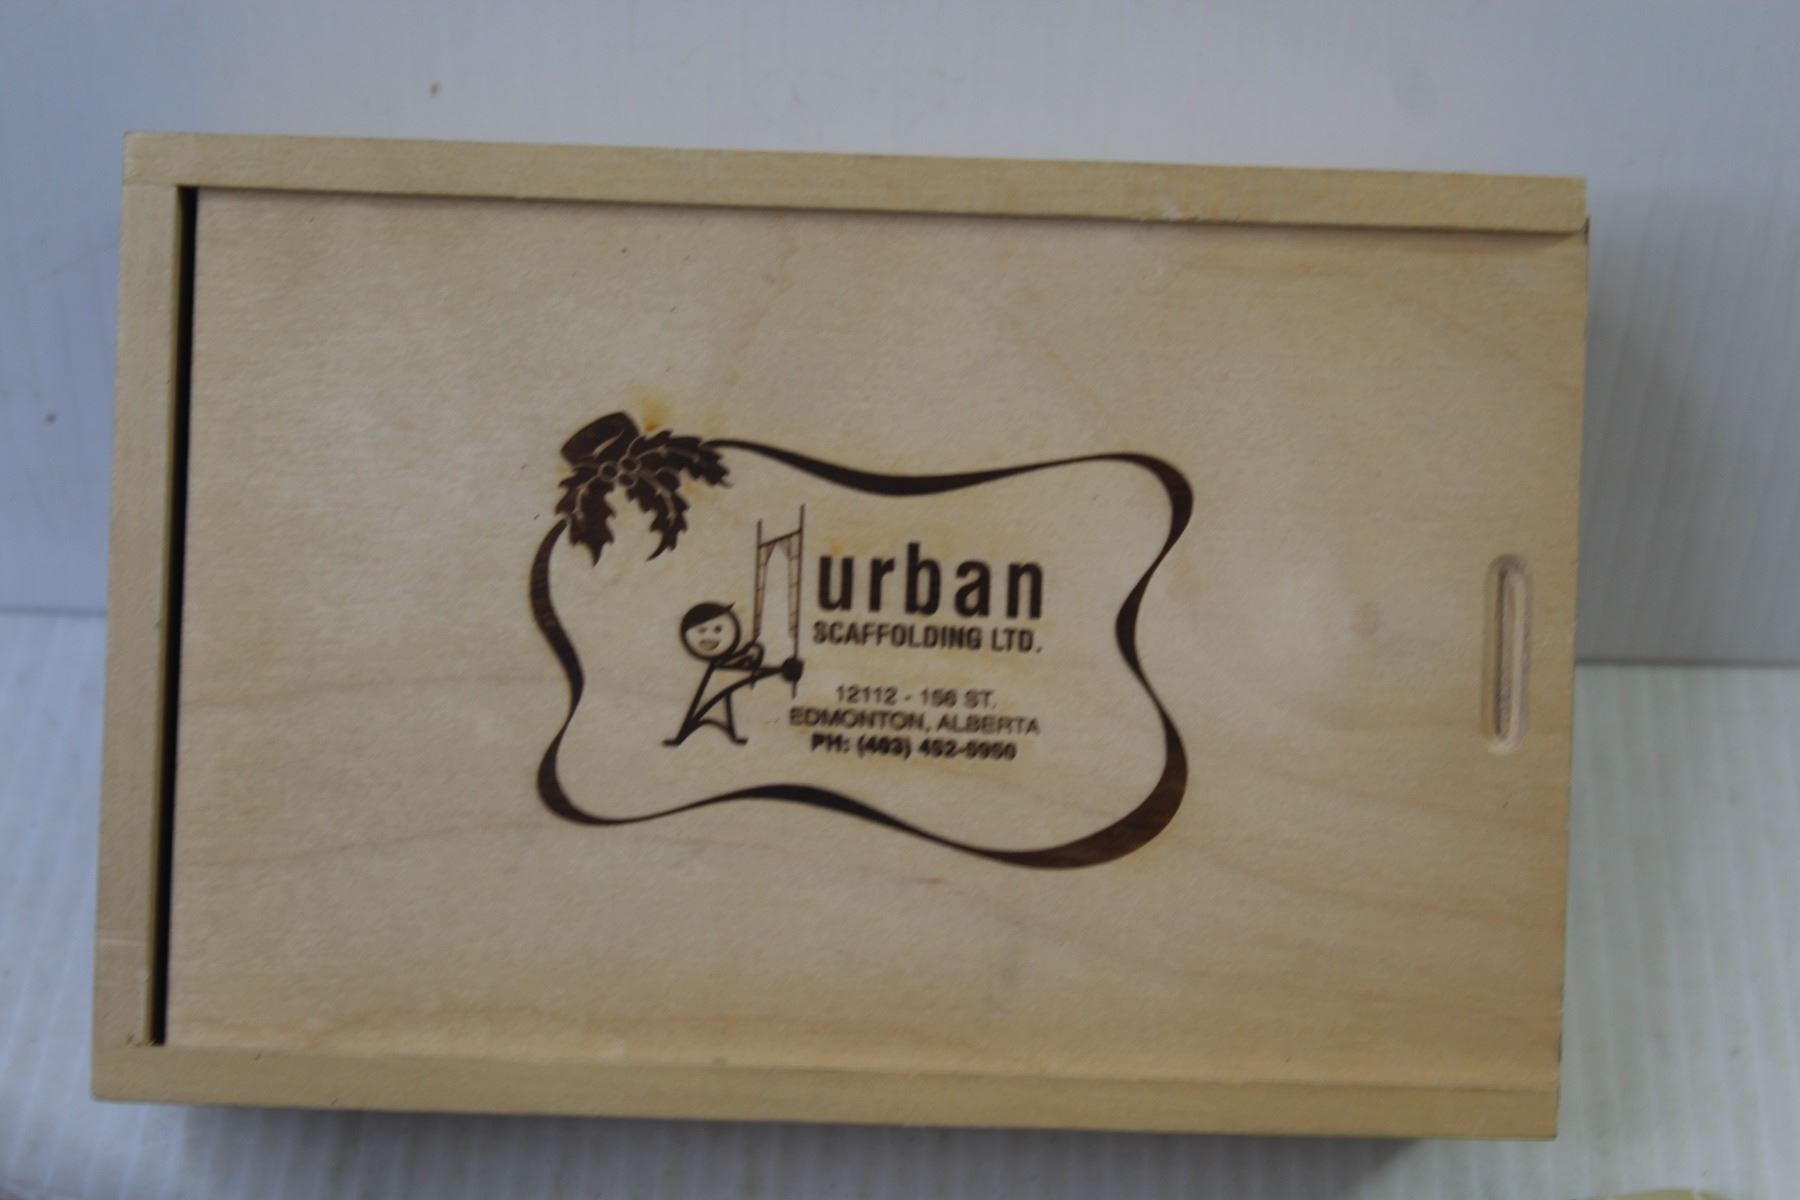 urban
SCAFFOLDING LTD.
12112 - 156 ST.
EDMONTON, ALBERTA
PH: (403) 452-5950